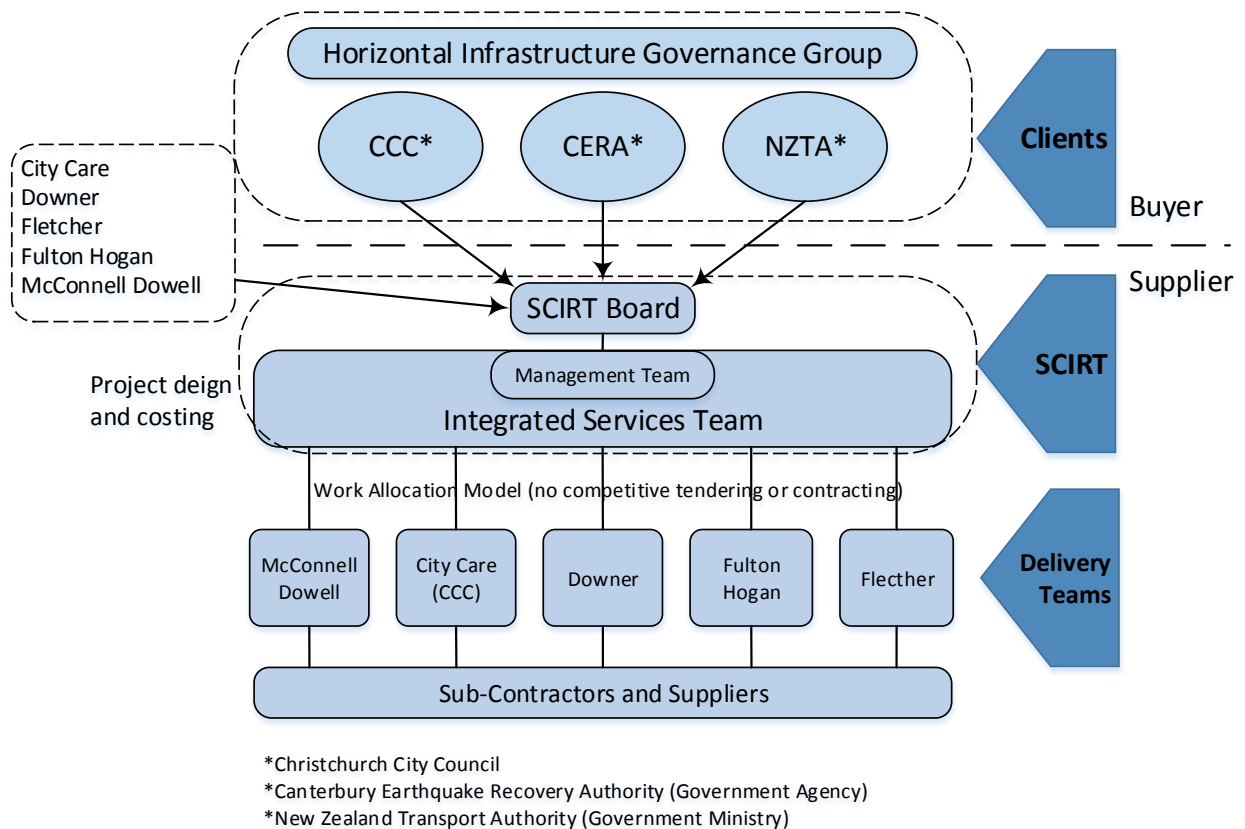 Horizontal Infrastructure Governance Group
CCC*
CERA*
NZTA*
Clients
City Care
Downer
Fletcher
Fulton Hogan
McConnell Dowell
Buyer
Supplier
SCIRT Board
Management Team
Integrated Services Team
Project deign
and costing
SCIRT
Work Allocation Model (no competitive tendering or contracting)
McConnell
Dowell
City Care
(CCC)
Downer
Fulton
Hogan
Flecther
Delivery
Teams
Sub-Contractors and Suppliers
*Christchurch City Council
*Canterbury Earthquake Recovery Authority (Government Agency)
*New Zealand Transport Authority (Government Ministry)